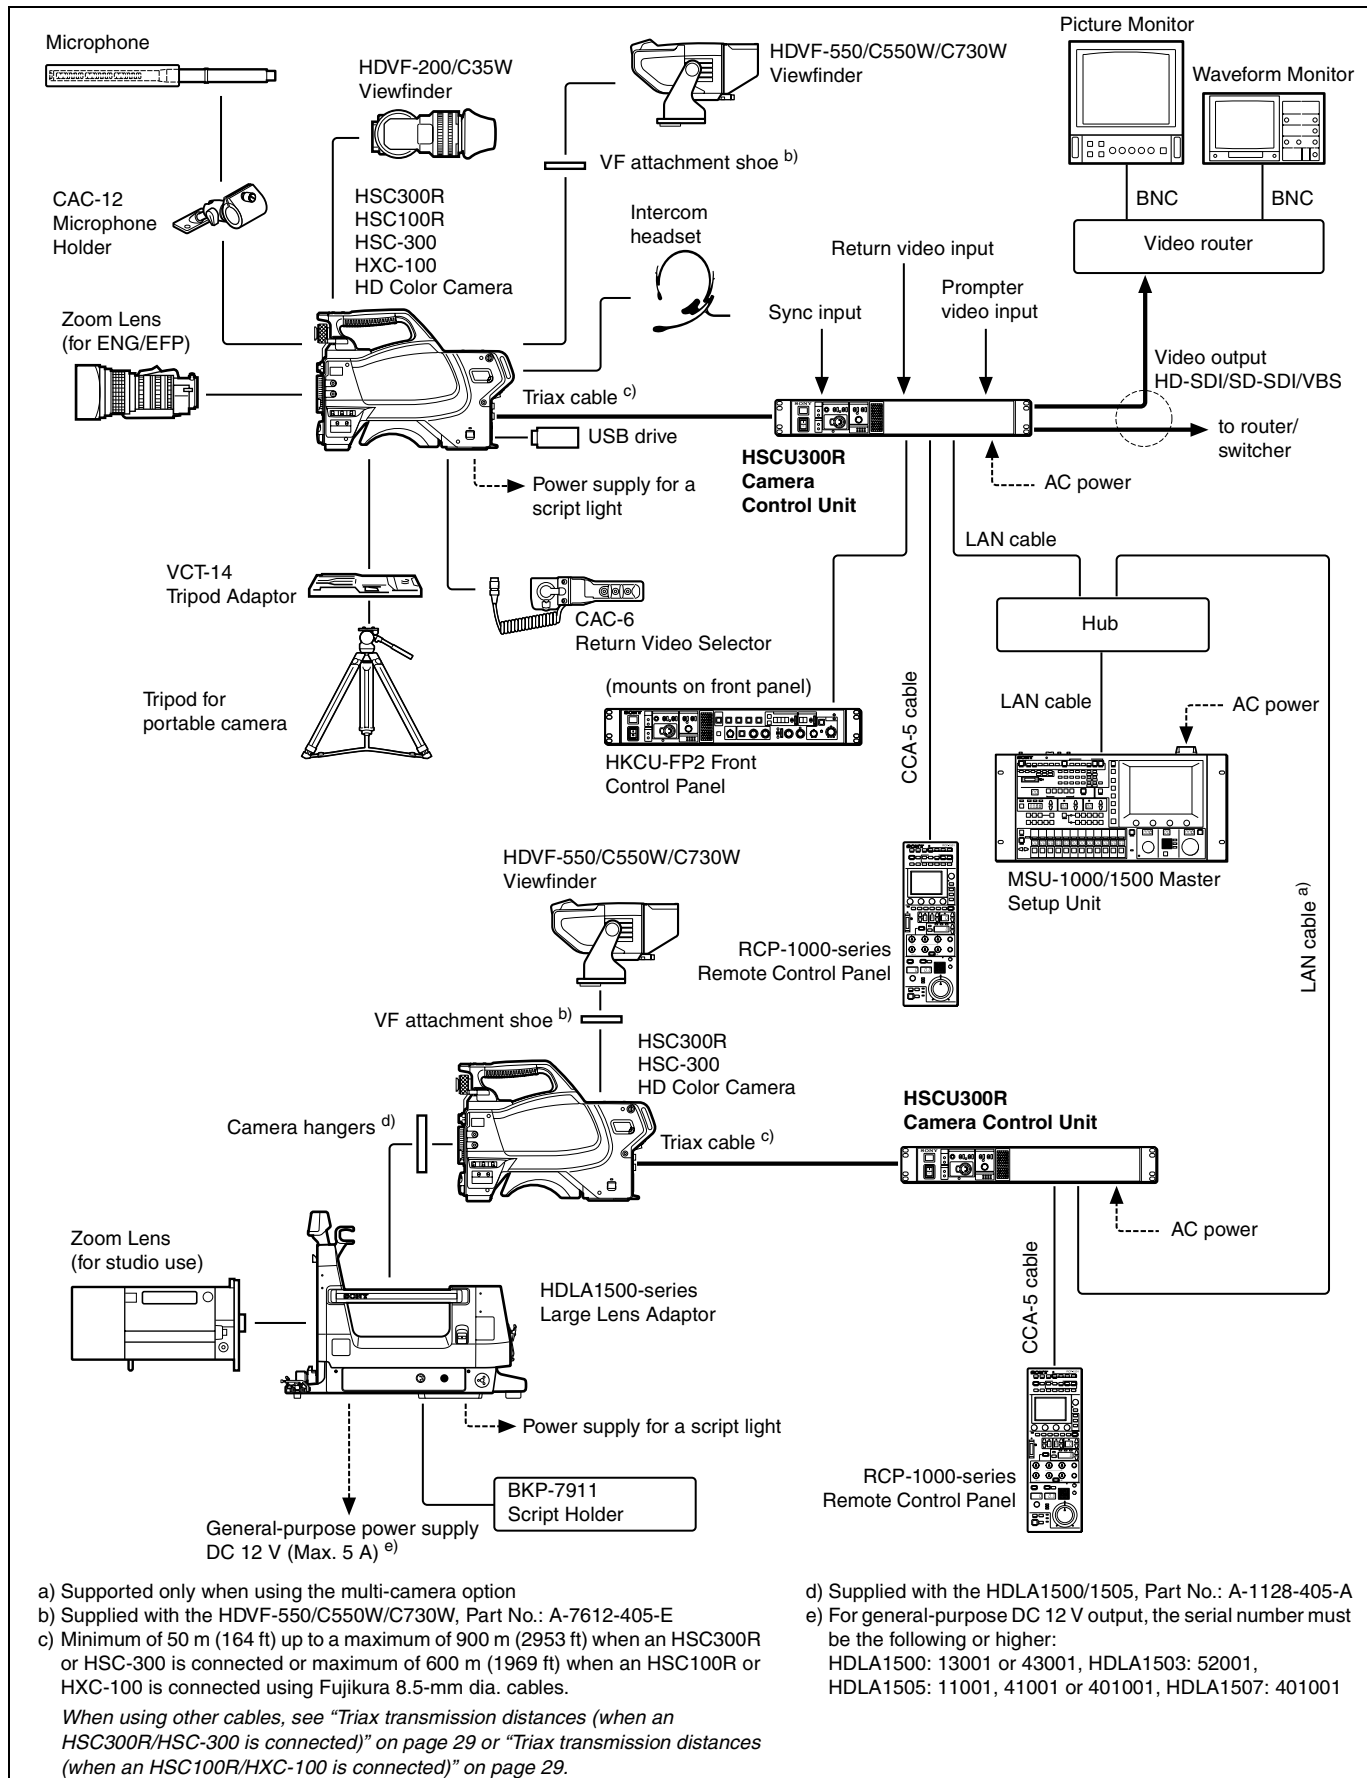 Microphone
HDVF-200/C35W
Viewfinder
HDVF-550/C550W/C730W
Viewfinder
Picture Monitor
Waveform Monitor
VF attachment shoe b)
CAC-12
Microphone
Holder
HSC300R
HSC100R
HSC-300
HXC-100
HD Color Camera
Intercom
headset
BNC
BNC
Return video input
Video router
Prompter
video input
Sync input
Zoom Lens
(for ENG/EFP)
Video output
HD-SDI/SD-SDI/VBS
Triax cable c)
SONY
to router/
switcher
USB drive
HSCU300R
Camera
Control Unit
Power supply for a
script light
AC power
LAN cable
VCT-14
Tripod Adaptor
CAC-6
Return Video Selector
Hub
Tripod for
portable camera
(mounts on front panel)
CCA-5 cable
LAN cable
AC power
SONY
HKCU-FP2 Front
Control Panel
SONY
HDVF-550/C550W/C730W
Viewfinder
SONY
MSU-1000/1500 Master
Setup Unit
RCP-1000-series
Remote Control Panel
LAN cable a)
VF attachment shoe b)
HSC300R
HSC-300
HD Color Camera
HSCU300R
Camera Control Unit
Camera hangers d)
Triax cable c)
SONY
AC power
Zoom Lens
(for studio use)
SONY
HDLA1500-series
Large Lens Adaptor
CCA-5 cable
SONY
Power supply for a script light
RCP-1000-series
Remote Control Panel
BKP-7911
Script Holder
General-purpose power supply
DC 12 V (Max. 5 A) e)
a) Supported only when using the multi-camera option
b) Supplied with the HDVF-550/C550W/C730W, Part No.: A-7612-405-E
c) Minimum of 50 m (164 ft) up to a maximum of 900 m (2953 ft) when an HSC300R
or HSC-300 is connected or maximum of 600 m (1969 ft) when an HSC100R or
HXC-100 is connected using Fujikura 8.5-mm dia. cables.
When using other cables, see “Triax transmission distances (when an
HSC300R/HSC-300 is connected)” on page 29 or “Triax transmission distances
(when an HSC100R/HXC-100 is connected)” on page 29.
d) Supplied with the HDLA1500/1505, Part No.: A-1128-405-A
e) For general-purpose DC 12 V output, the serial number must
be the following or higher:
HDLA1500: 13001 or 43001, HDLA1503: 52001,
HDLA1505: 11001, 41001 or 401001, HDLA1507: 401001